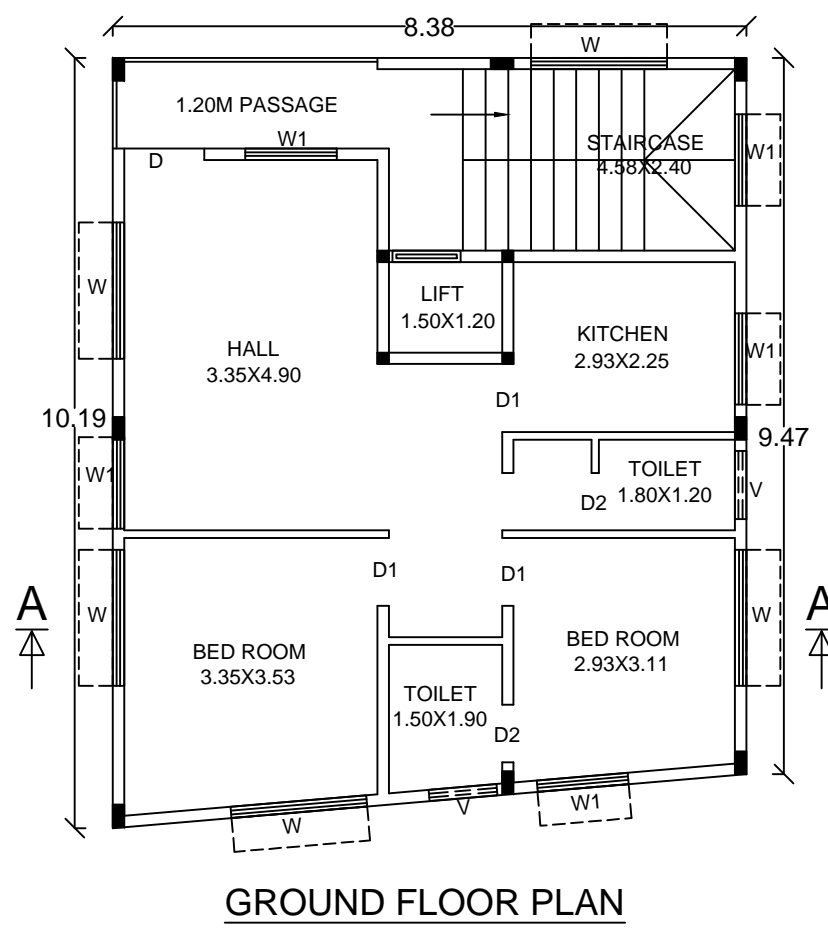 8.38
W
1.20M PASSAGE
W1
D
STAIRCASE
4.58X2.40
W1
W
LIFT
1.50X1.20
HALL
3.35X4.90
KITCHEN
2.93X2.25
W1
D1
10.19
9.47
W1
TOILET
1.80X1.20
D2
V
D1
D1
A
W
BED ROOM
3.35X3.53
BED ROOM
2.93X3.11
W
A
TOILET
1.50X1.90
D2
W
V
W1
GROUND FLOOR PLAN